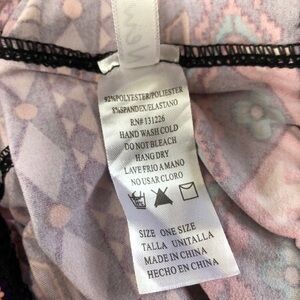 92%POLYESTER/POLIESTER
8%SPANDEX/ELASTANO
RN# 131226
HAND WASH COLD
DO NOT BLEACH
HANG DRY
LAVE FRIO A MANO
NO USAR CLORO
SIZE ONE SIZE
TALLA UNITALLA
MADE IN CHINA
HECHO EN CHINA